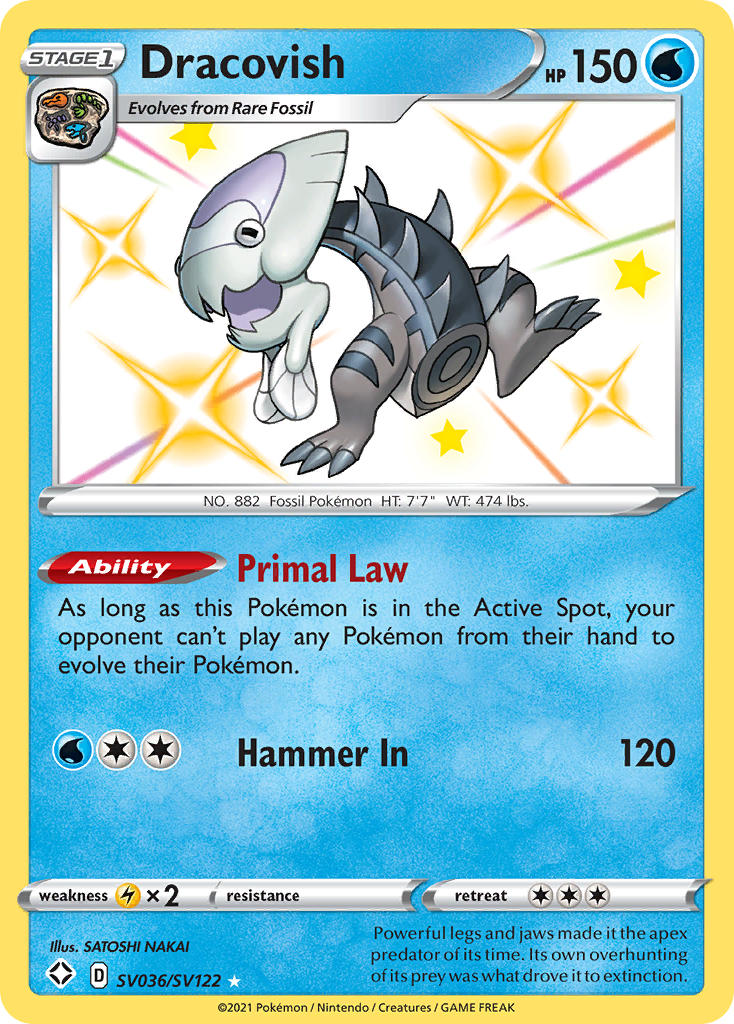 STAGE 1
Dracovish
HP 150
Evolves from Rare Fossil
NO. 882 Fossil Pokémon HT: 7'7" WT: 474 lbs.
Ability
Primal Law
As long as this Pokémon is in the Active Spot, your
opponent can't play any Pokémon from their hand to
evolve their Pokémon.
Hammer In 120
weakness ×2 resistance retreat
Illus. SATOSHI NAKAI
D SV036/SV122
Powerful legs and jaws made it the apex
predator of its time. Its own overhunting
of its prey was what drove it to extinction.
©2021 Pokémon / Nintendo / Creatures / GAME FREAK